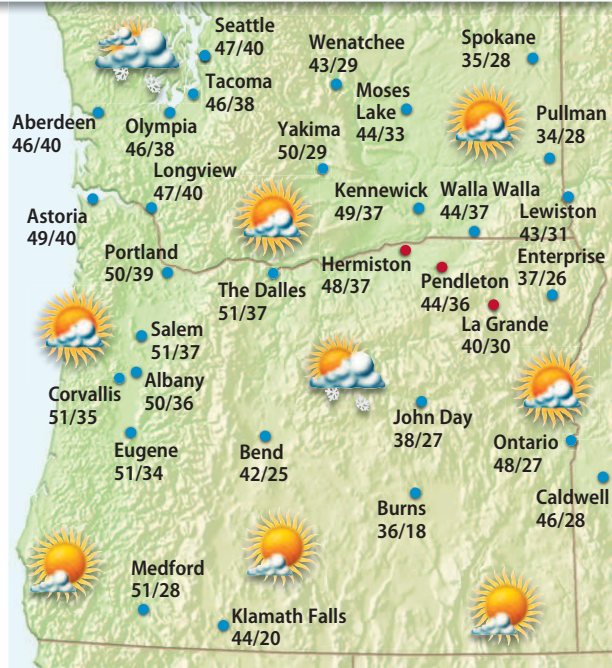 Seattle
47/40
Wenatchee
43/29
Spokane
35/28
Tacoma
46/38
Moses
Lake
44/33
Pullman
34/28
Aberdeen
46/40
Olympia
46/38
Yakima
50/29
Longview
47/40
Kennewick
49/37
Walla Walla
44/37
Lewiston
43/31
Astoria
49/40
Portland
50/39
The Dalles
51/37
Hermiston
48/37
Pendleton
44/36
Enterprise
37/26
La Grande
40/30
Salem
51/37
Corvallis
51/35
Albany
50/36
John Day
38/27
Eugene
51/34
Bend
42/25
Ontario
48/27
Caldwell
46/28
Burns
36/18
Medford
51/28
Klamath Falls
44/20